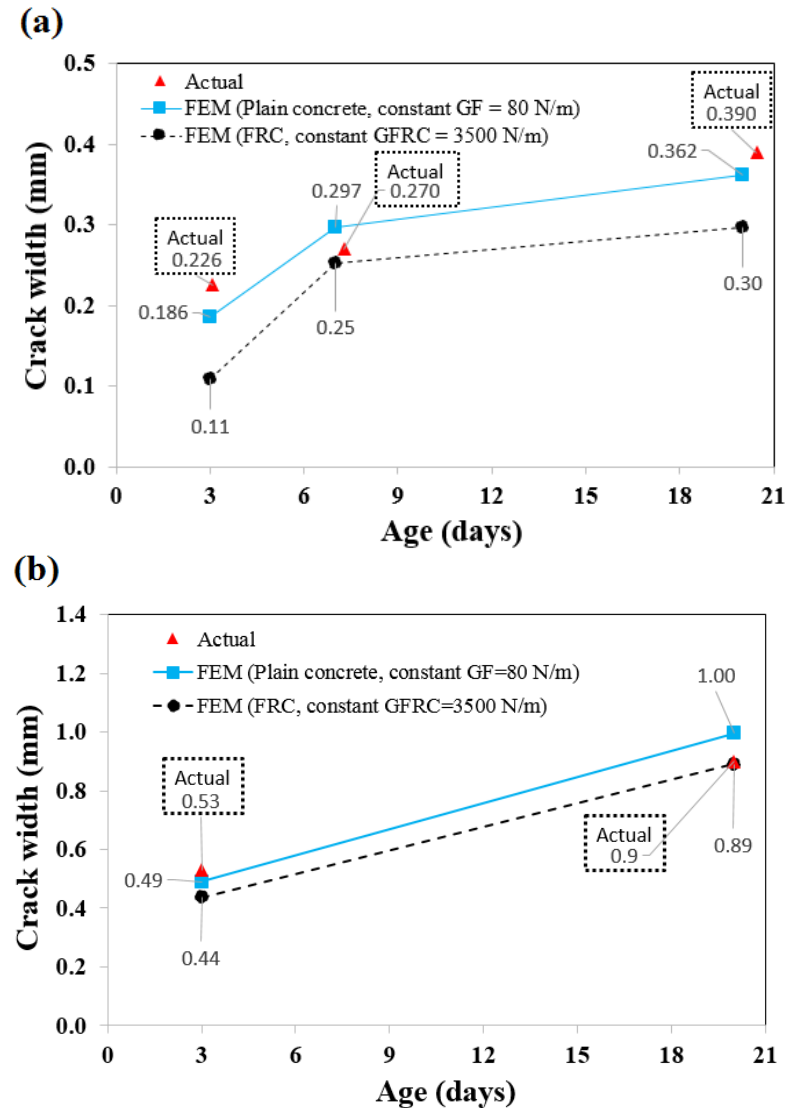 (a)
Crack width (mm)
0.5
0.4
0.3
0.2
0.1
0.0
Actual
FEM (Plain concrete, constant GF = 80 N/m)
FEM (FRC, constant GFRC = 3500 N/m)
Actual
0.390
0.362
0.297
Actual
0.270
Actual
0.226
0.186
0.25
0.30
0.11
0
3
6
9
12
15
18
21
Age (days)
(b)
Crack width (mm)
1.4
1.2
1.0
0.8
0.6
0.4
0.2
0.0
Actual
FEM (Plain concrete, constant GF=80 N/m)
FEM (FRC, constant GFRC=3500 N/m)
1.00
Actual
0.53
0.49
0.44
Actual
0.9
0.89
0
3
6
9
12
15
18
21
Age (days)